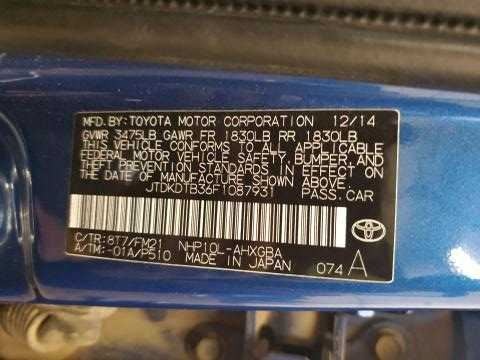 MFD.BY:TOYOTA MOTOR CORPORATION 12/14
GVWR 3475LB GAWR FR 1830LB RR 1830LB
THIS VEHICLE CONFORMS TO ALL APPLICABLE
FEDERAL MOTOR VEHICLE SAFETY,BUMPER,AND
THEFT PREVENTION STANDARDS IN EFFECT ON
THE DATE OF MANUFACTURE SHOWN ABOVE.
JTDKDTB36F1087931 PASS.CAR
C/TR:8T7/FM21 NHP10L-AHXGBA
A/TM:-01A/P510 MADE IN JAPAN
074 A
TOYOTA